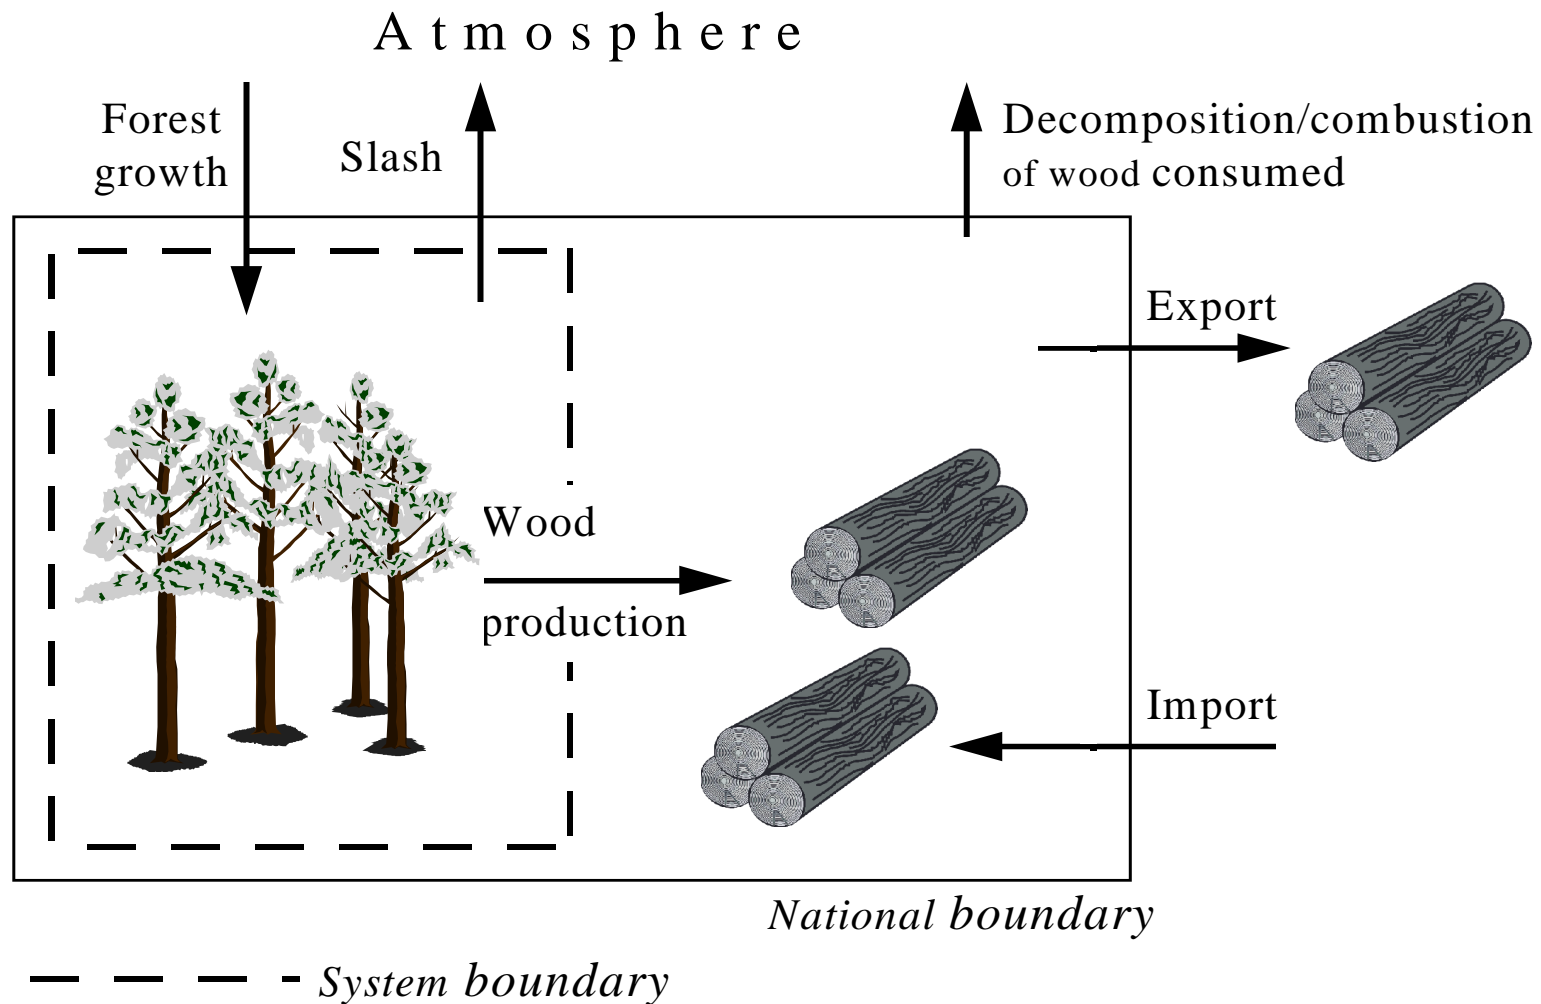 Atmosphere
Forest
growth
Slash
Decomposition/combustion
of wood consumed
Export
Wood
production
Import
National boundary
System boundary